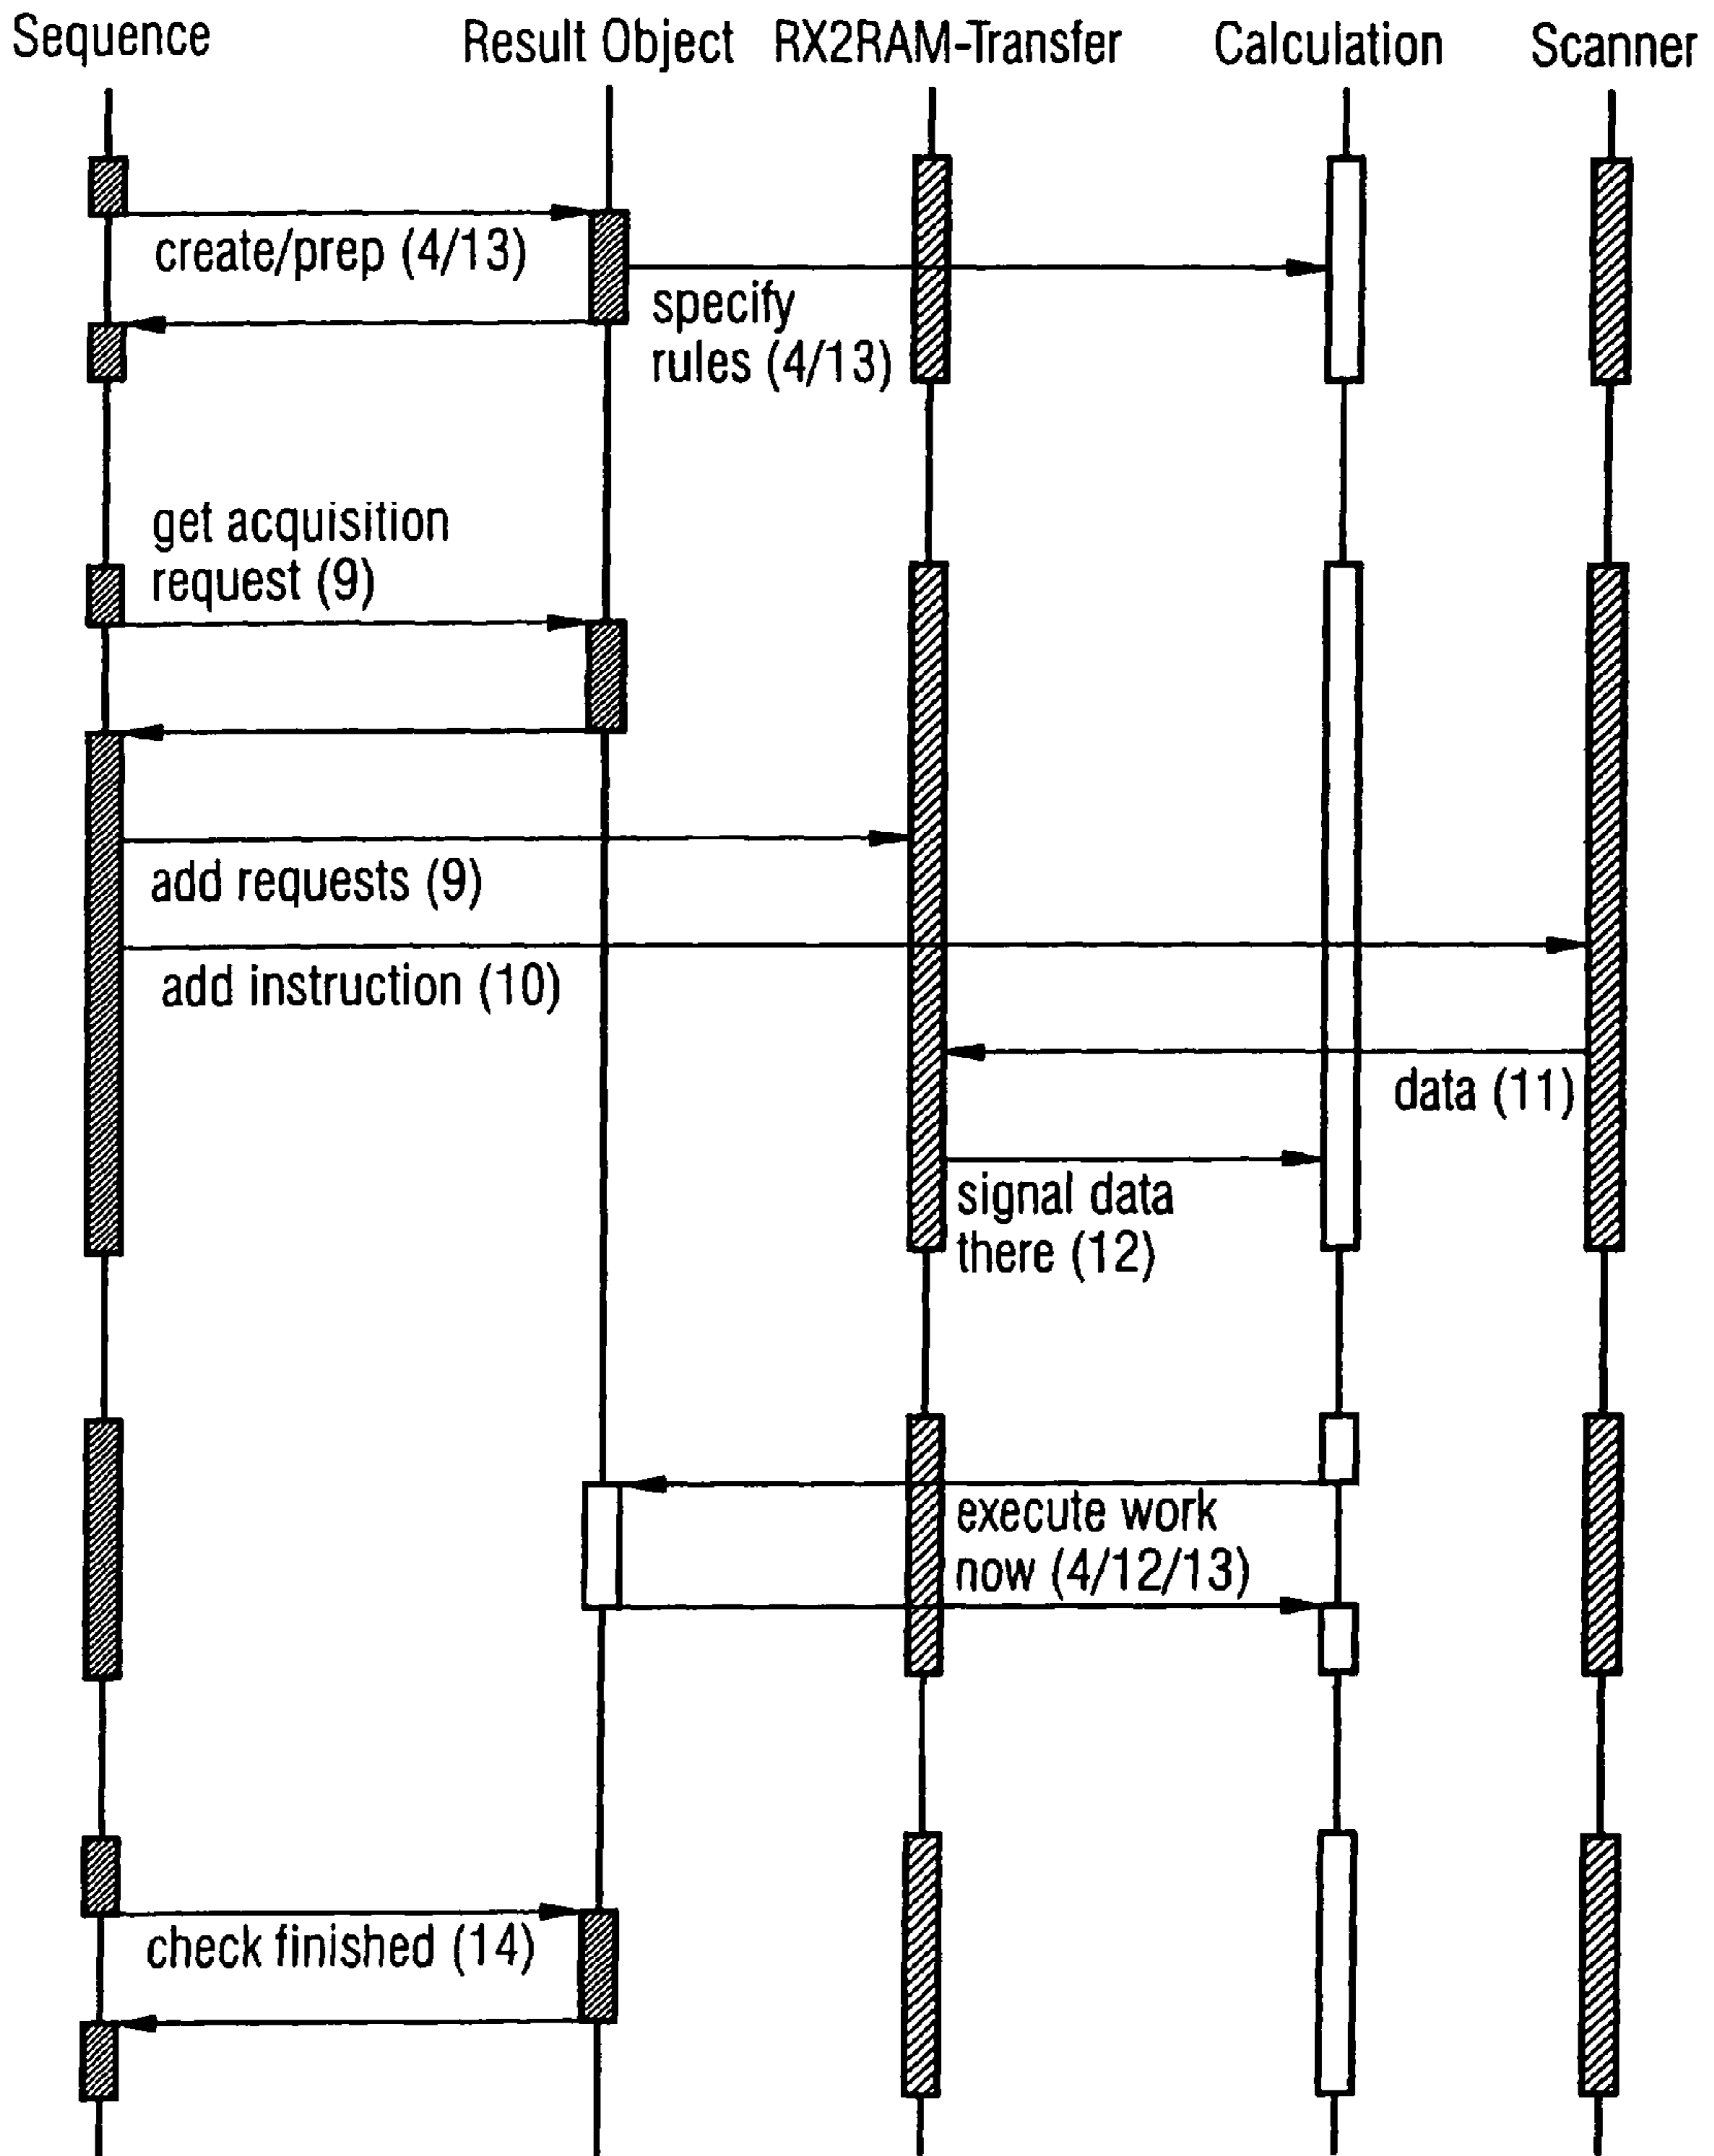 Sequence
Result Object
RX2RAM-Transfer
Calculation
Scanner
create/prep (4/13)
specify
rules (4/13)
get acquisition
request (9)
add requests (9)
add instruction (10)
data (11)
signal data
there (12)
execute work
now (4/12/13)
check finished (14)